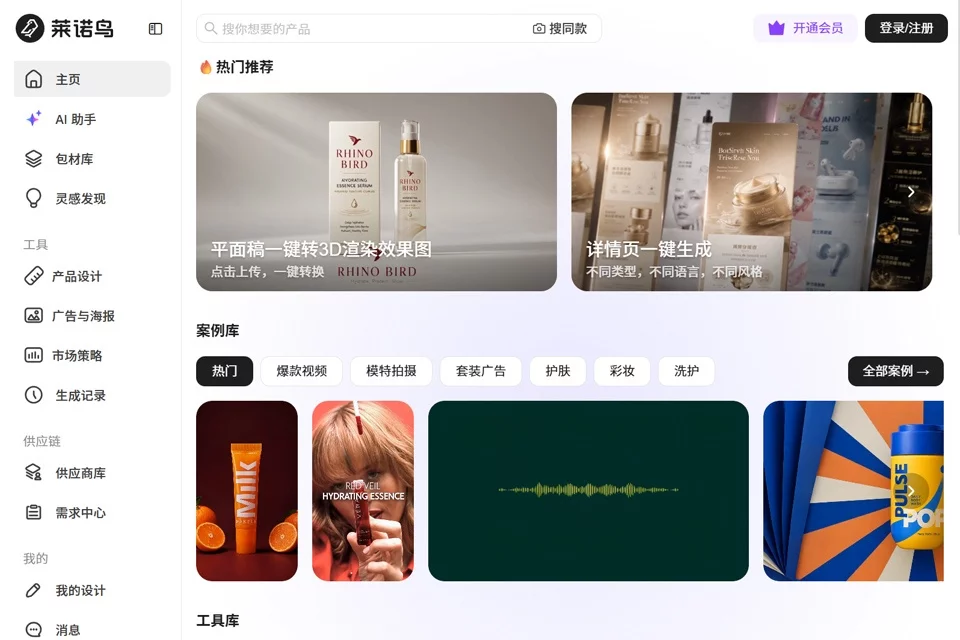 莱诺鸟
搜你想要的产品
搜同款
开通会员
登录/注册
主页
AI 助手
包材库
灵感发现
工具
产品设计
广告与海报
市场策略
生成记录
供应链
供应商库
需求中心
我的
我的设计
消息
热门推荐
RHINO
BIRD
HYDRATING
ESSENCE SERUM
RHINO
BIRD
平面稿一键转3D渲染效果图
点击上传，一键转换
RHINO BIRD
详情页一键生成
不同类型，不同语言，不同风格
案例库
热门
爆款视频
模特拍摄
套装广告
护肤
彩妆
洗护
全部案例 →
Milk
RED VEIL
HYDRATING ESSENCE
PULSE
POP
工具库